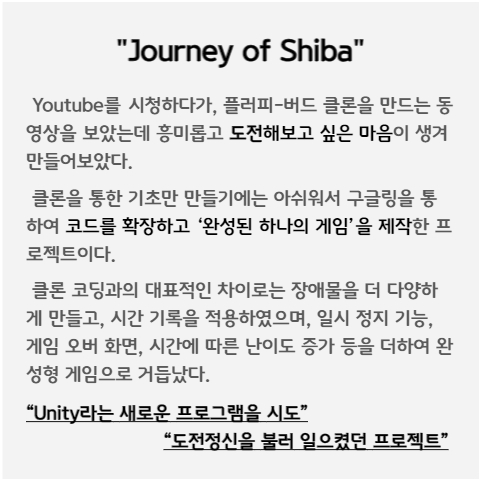 "Journey of Shiba"
Youtube를 시청하다가, 플러피-버드 클론을 만드는 동
영상을 보았는데 흥미롭고 도전해보고 싶은 마음이 생겨
만들어보았다.
클론을 통한 기초만 만들기에는 아쉬워서 구글링을 통
하여 코드를 확장하고 ‘완성된 하나의 게임’을 제작한 프
로젝트이다.
클론 코딩과의 대표적인 차이로는 장애물을 더 다양하
게 만들고, 시간 기록을 적용하였으며, 일시 정지 기능,
게임 오버 화면, 시간에 따른 난이도 증가 등을 더하여 완
성형 게임으로 거듭났다.
“Unity라는 새로운 프로그램을 시도”
“도전정신을 불러 일으켰던 프로젝트”